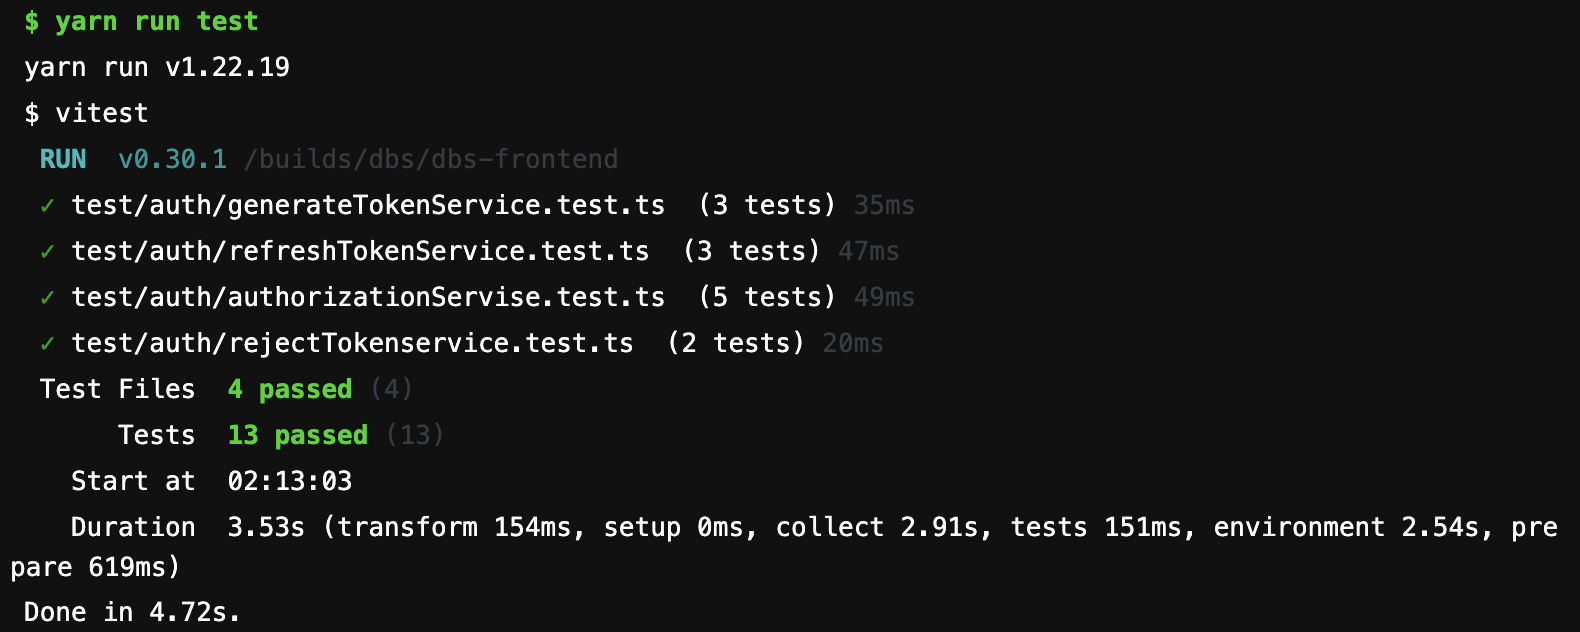 $ yarn run test
yarn run v1.22.19
$ vitest
RUN  v0.30.1 /builds/dbs/dbs-frontend
✓ test/auth/generateTokenService.test.ts  (3 tests) 35ms
✓ test/auth/refreshTokenService.test.ts  (3 tests) 47ms
✓ test/auth/authorizationServise.test.ts  (5 tests) 49ms
✓ test/auth/rejectTokenservice.test.ts  (2 tests) 20ms
Test Files  4 passed (4)
Tests  13 passed (13)
Start at  02:13:03
Duration  3.53s (transform 154ms, setup 0ms, collect 2.91s, tests 151ms, environment 2.54s, pre
pare 619ms)
Done in 4.72s.